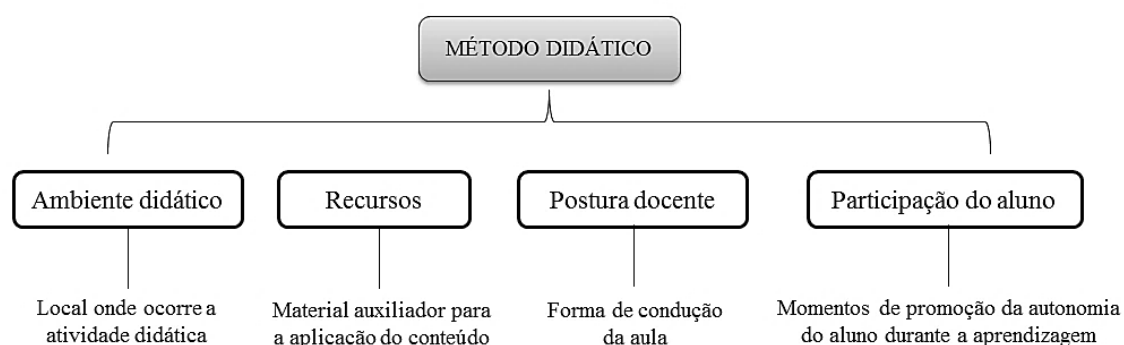 MÉTODO DIDÁTICO
Ambiente didático
Recursos
Postura docente
Participação do aluno
Local onde ocorre a
atividade didática
Material auxiliador para
a aplicação do conteúdo
Forma de condução
da aula
Momentos de promoção da autonomia
do aluno durante a aprendizagem